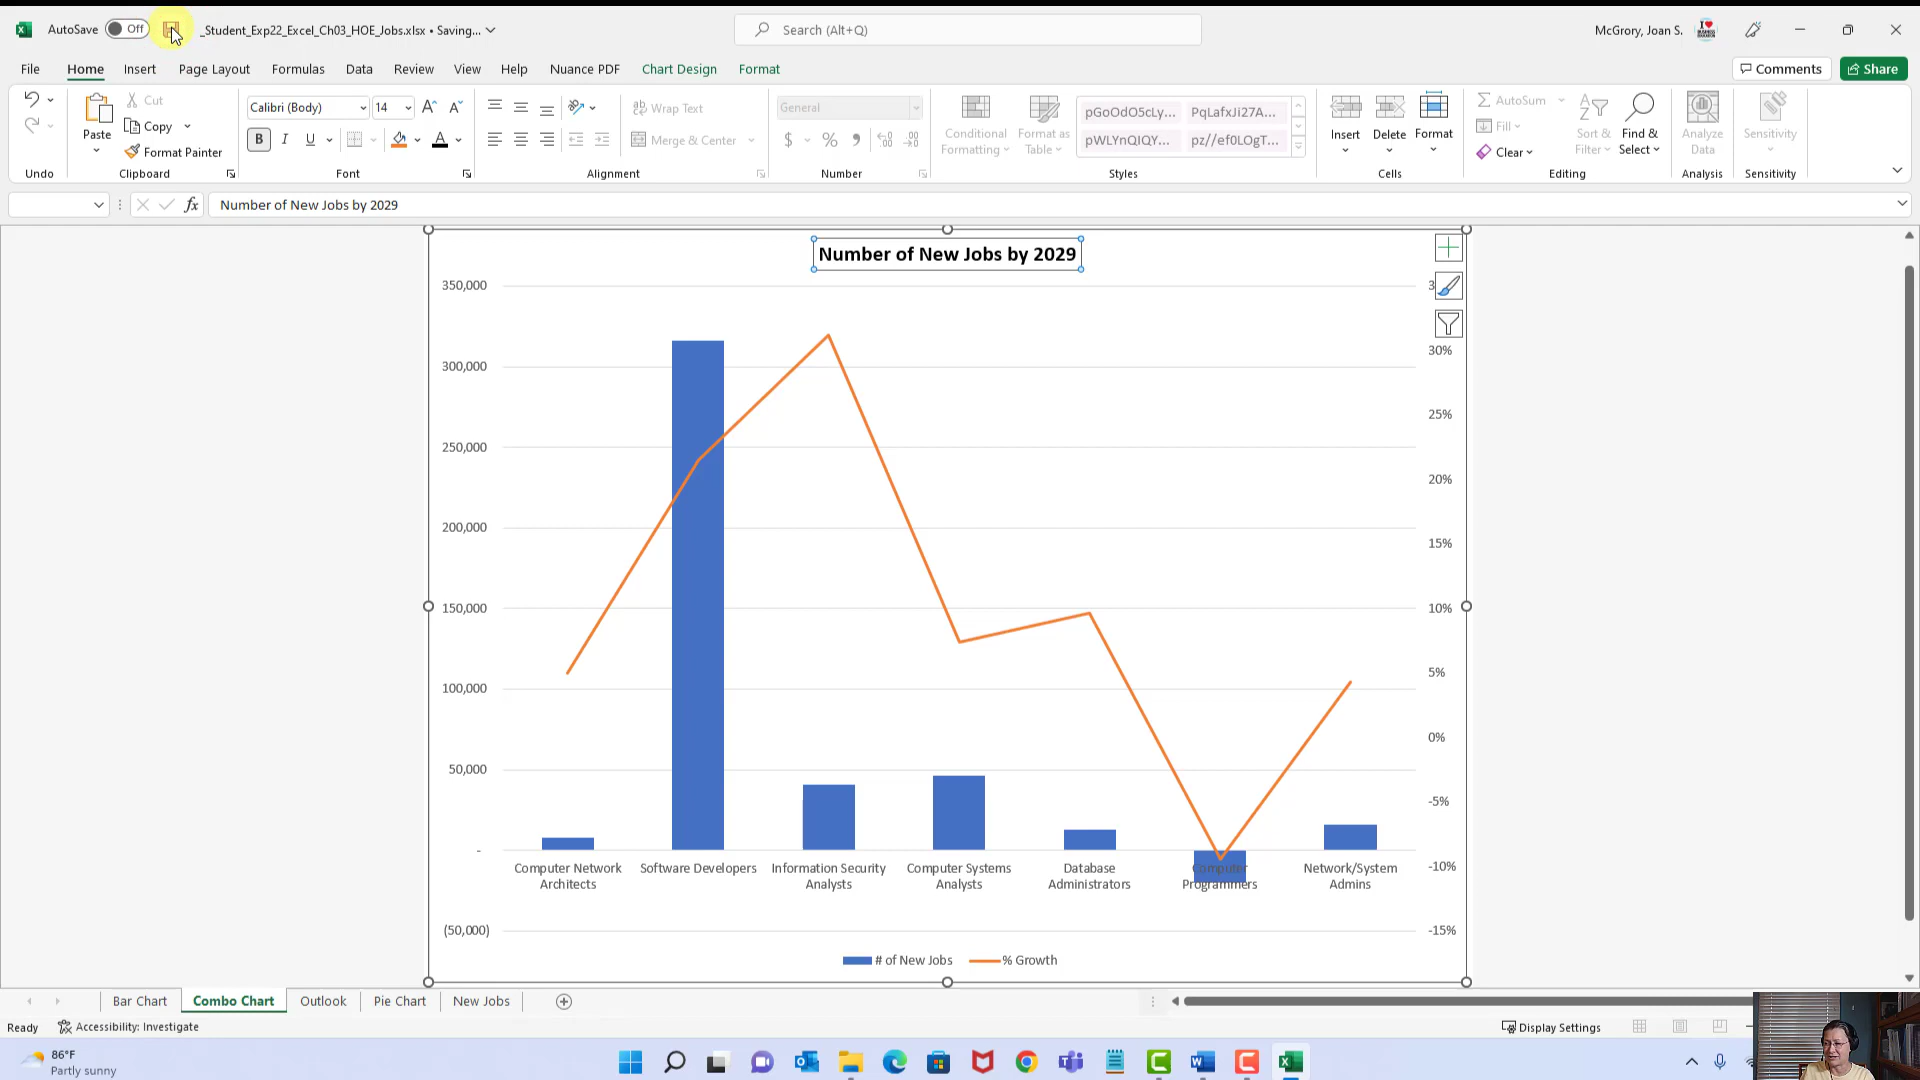 AutoSave Off _Student_Exp22_Excel_Ch03_HOE_Jobs.xlsx • Saving... Search (Alt+Q) McGrory, Joan S.
File Home Insert Page Layout Formulas Data Review View Help Nuance PDF Chart Design Format Comments Share
Paste
Cut
Copy
Format Painter
Calibri (Body) 14
B I U
Wrap Text
Merge & Center
General
$ % 9
Conditional Formatting
Format as Table
pGoOdO5cLy... PqLafxJi27A...
pWLYnQIQY... pz//ef0LOgT...
Insert Delete Format
AutoSum
Fill
Clear
Sort & Filter
Find & Select
Analyze Data
Sensitivity
Undo Clipboard Font Alignment Number Styles Cells Editing Analysis Sensitivity
fx Number of New Jobs by 2029
Number of New Jobs by 2029
350,000
300,000 30%
250,000 25%
200,000 20%
150,000 15%
100,000 10%
50,000 5%
- 0%
(50,000) -5%
-10%
-15%
Computer Network Architects
Software Developers
Information Security Analysts
Computer Systems Analysts
Database Administrators
Computer Programmers
Network/System Admins
# of New Jobs % Growth
Bar Chart Combo Chart Outlook Pie Chart New Jobs
Ready Accessibility: Investigate Display Settings
86°F
Partly sunny